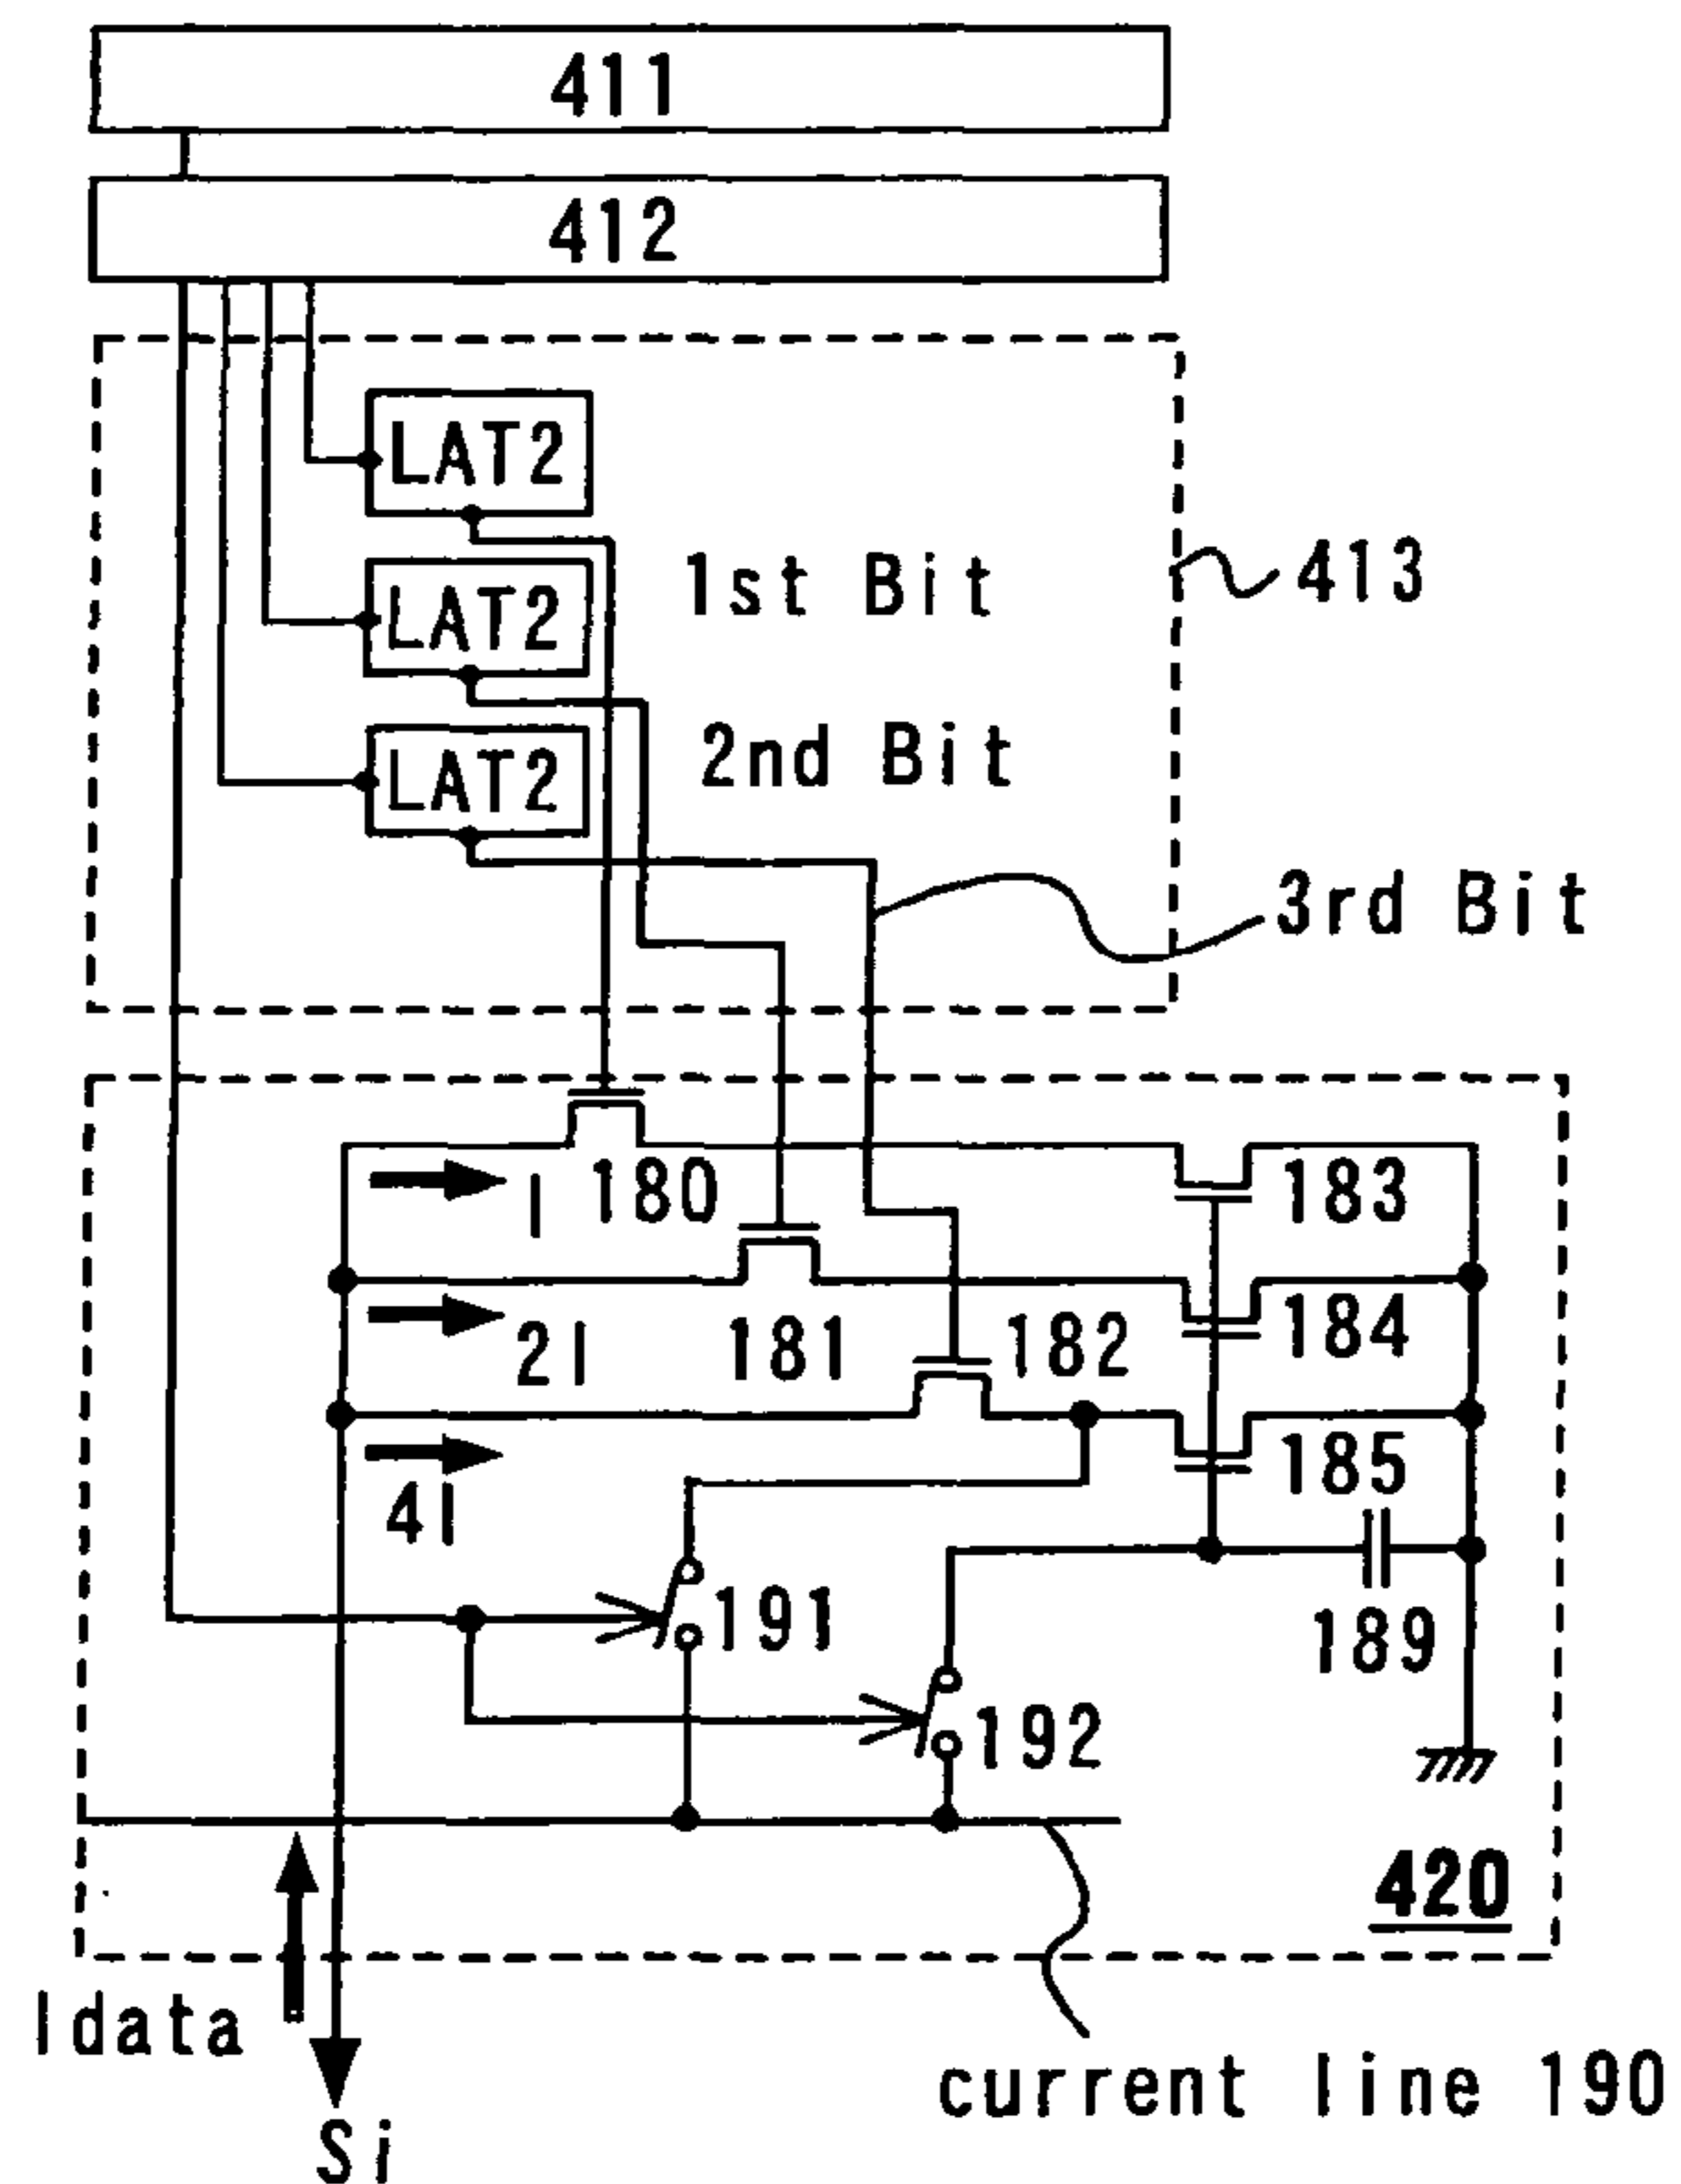 411
412
LAT2
1st Bit
413
LAT2
2nd Bit
LAT2
3rd Bit
I
180
183
2I
181
182
184
4I
185
191
189
192
420
Idata
current line 190
Si